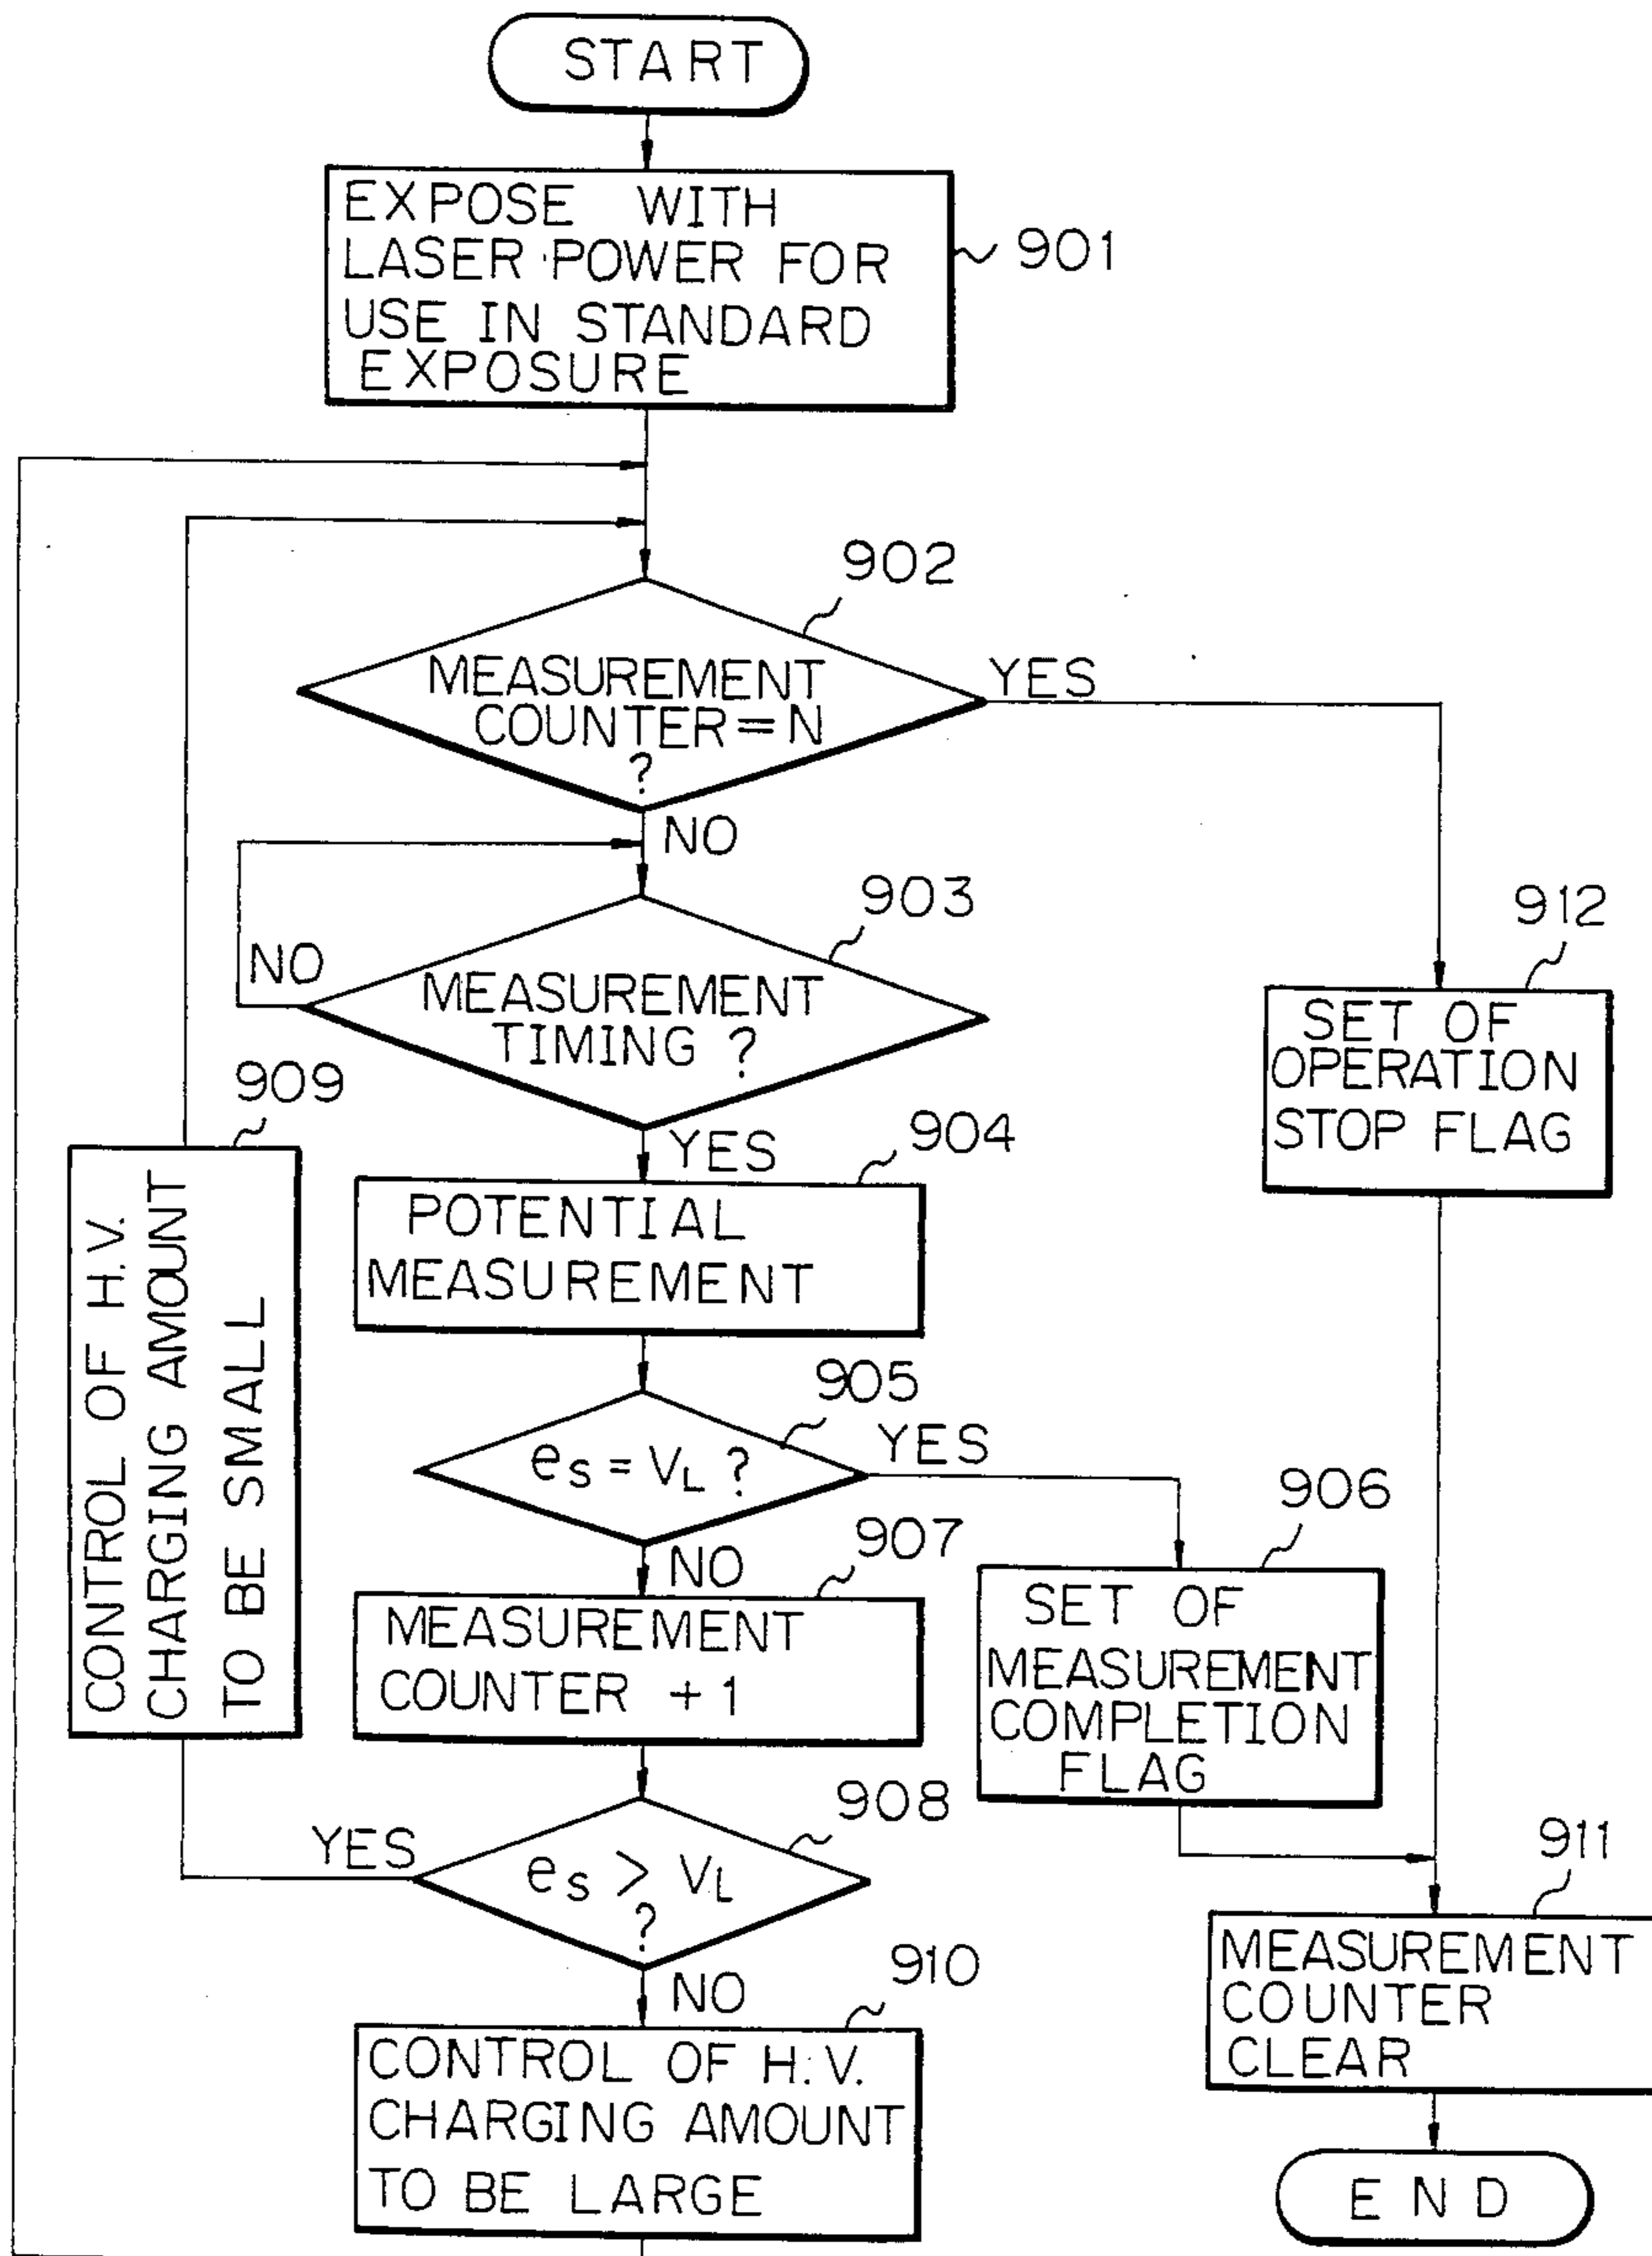 START
EXPOSE WITH
LASER POWER FOR
USE IN STANDARD
EXPOSURE
901
902
MEASUREMENT
COUNTER = N
?
YES
NO
903
NO
MEASUREMENT
TIMING ?
912
SET OF
OPERATION
STOP FLAG
909
CONTROL OF H.V.
CHARGING AMOUNT
TO BE SMALL
YES
904
POTENTIAL
MEASUREMENT
905
es = VL ?
YES
906
SET OF
MEASUREMENT
COMPLETION
FLAG
NO
907
MEASUREMENT
COUNTER + 1
908
YES
es > VL
?
911
MEASUREMENT
COUNTER
CLEAR
NO
910
CONTROL OF H.V.
CHARGING AMOUNT
TO BE LARGE
END